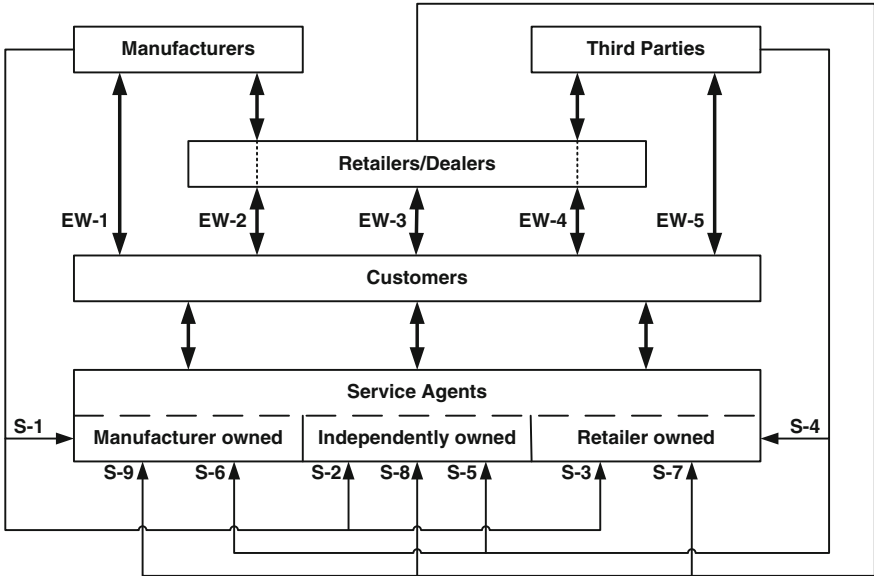 Manufacturers
Third Parties
Retailers/Dealers
EW-1
EW-2
EW-3
EW-4
EW-5
Customers
Service Agents
S-1
S-4
Manufacturer owned
Independently owned
Retailer owned
S-9
S-6
S-2
S-8
S-5
S-3
S-7